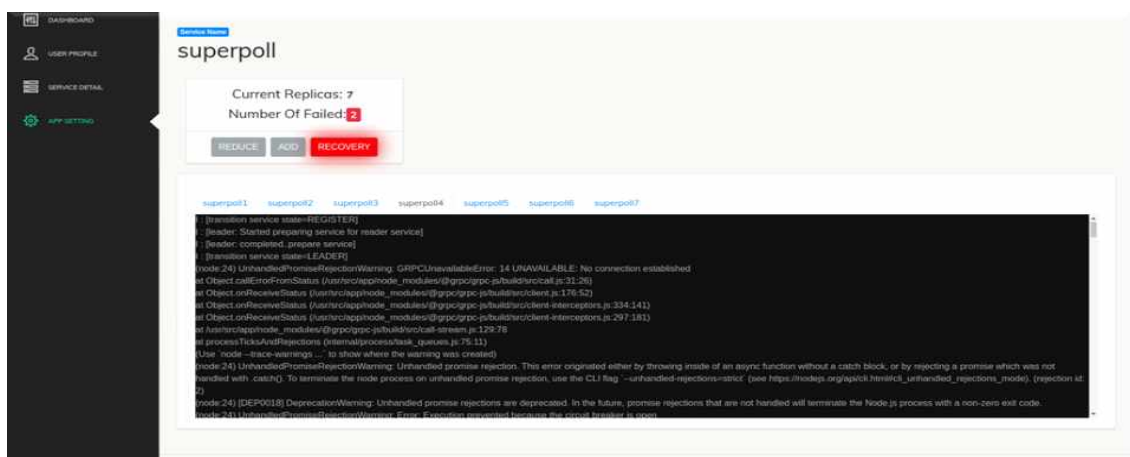 DASHBOARD
USER PROFILE
SERVICE DETAIL
APP SETTING
Service Name
superpoll
Current Replicas: 7
Number Of Failed: 2
REDUCE ADD RECOVERY
superpoll1 superpoll2 superpoll3 superpoll4 superpoll5 superpoll6 superpoll7
I : [transition service state=REGISTER]
I : [leader: Started preparing service for reader service]
I : [leader: completed..prepare service]
I : [transition service state=LEADER]
(node:24) UnhandledPromiseRejectionWarning: GRPCUnavailableError: 14 UNAVAILABLE: No connection established
at Object.callErrorFromStatus (/usr/src/app/node_modules/@grpc/grpc-js/build/src/call.js:31:26)
at Object.onReceiveStatus (/usr/src/app/node_modules/@grpc/grpc-js/build/src/client.js:176:52)
at Object.onReceiveStatus (/usr/src/app/node_modules/@grpc/grpc-js/build/src/client-interceptors.js:334:141)
at Object.onReceiveStatus (/usr/src/app/node_modules/@grpc/grpc-js/build/src/client-interceptors.js:297:181)
at /usr/src/app/node_modules/@grpc/grpc-js/build/src/call-stream.js:129:78
at processTicksAndRejections (internal/process/task_queues.js:75:11)
(Use `node --trace-warnings ...` to show where the warning was created)
(node:24) UnhandledPromiseRejectionWarning: Unhandled promise rejection. This error originated either by throwing inside of an async function without a catch block, or by rejecting a promise which was not
handled with .catch(). To terminate the node process on unhandled promise rejection, use the CLI flag `--unhandled-rejections=strict` (see https://nodejs.org/api/cli.html#cli_unhandled_rejections_mode). (rejection id:
2)
(node:24) [DEP0018] DeprecationWarning: Unhandled promise rejections are deprecated. In the future, promise rejections that are not handled will terminate the Node.js process with a non-zero exit code.
(node:24) UnhandledPromiseRejectionWarning: Error: Execution prevented because the circuit breaker is open